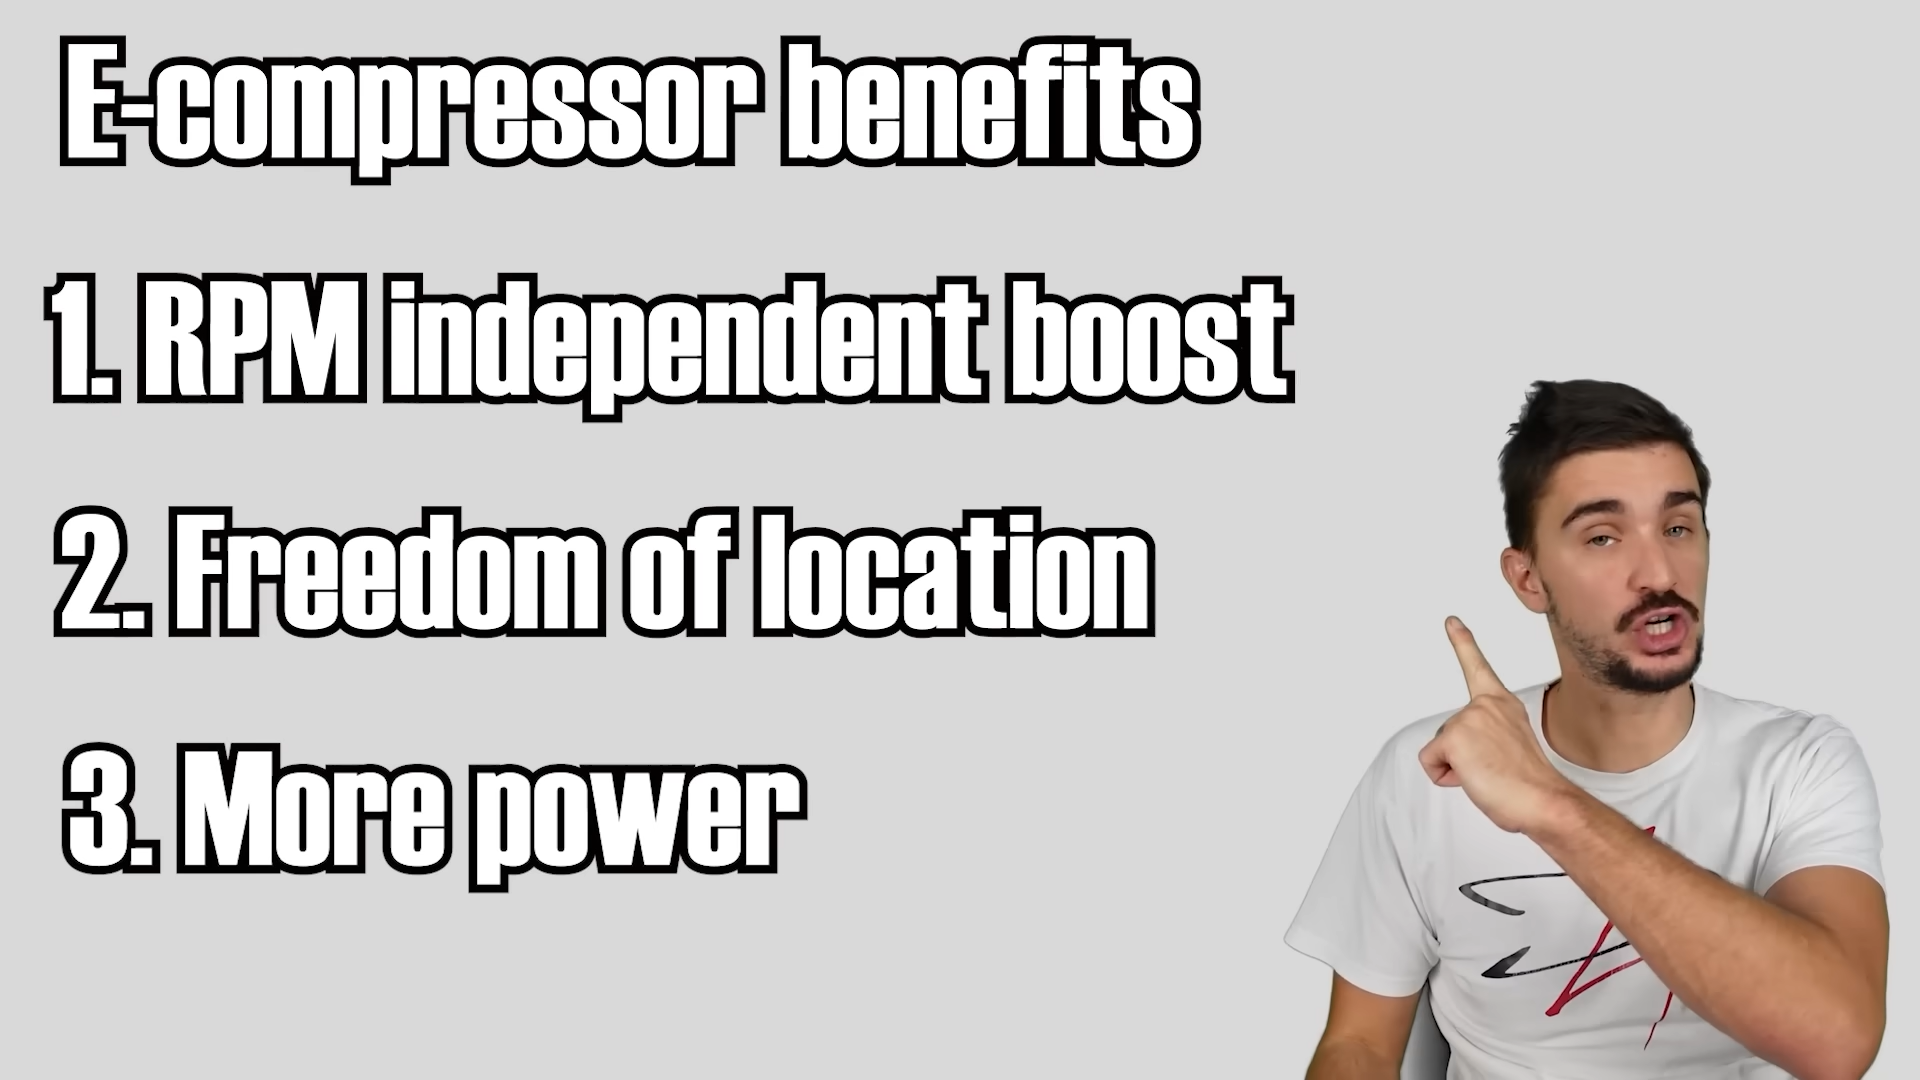 E-compressor benefits
1. RPM independent boost
2. Freedom of location
3. More power